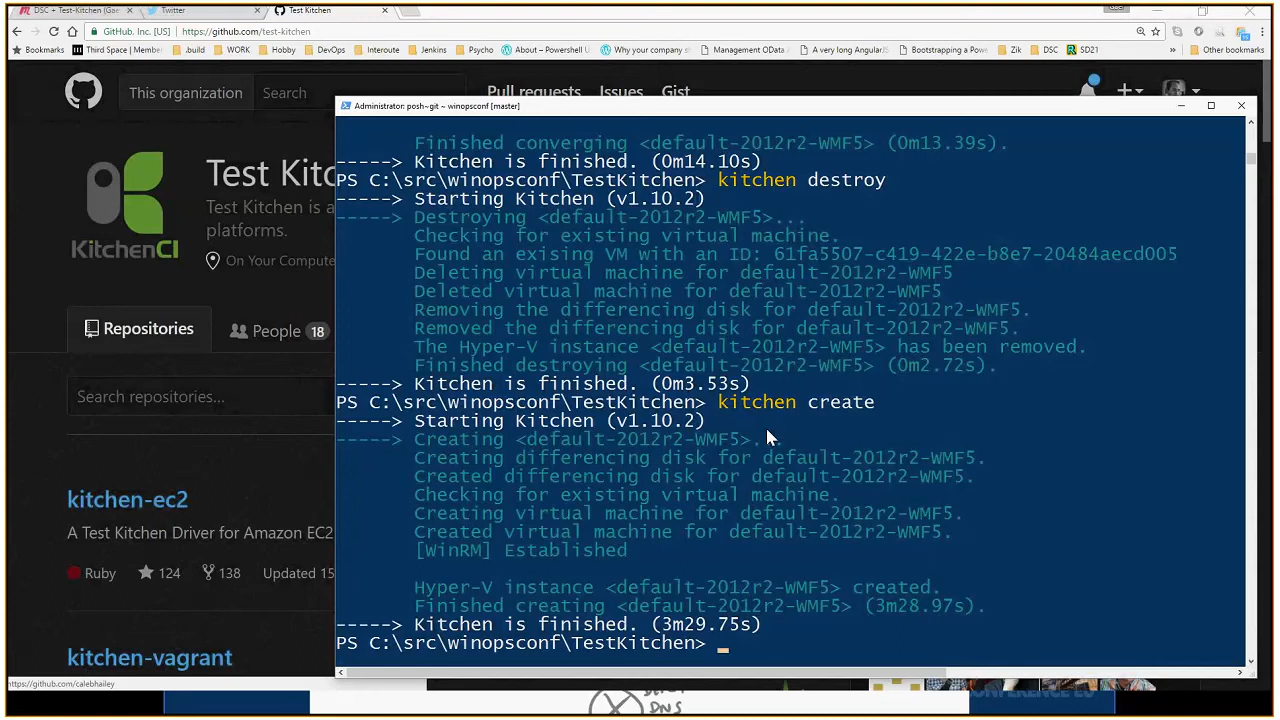 DSC + Test-Kitchen (Gae
Twitter
Test Kitchen
GitHub, Inc. [US]
https://github.com/test-kitchen
Bookmarks
Third Space | Member
.build
WORK
Hobby
DevOps
Interoute
Jenkins
Psycho
About – Powershell U
Why your company s
Management OData /
A very long AngularJS
Bootstrapping a Powe
Zik
DSC
SD21
»
Other bookmarks
This organization
Search
Pull requests
Issues
Gist
KitchenCI
Test Kitc
Test Kitchen is a
platforms.
On Your Compute
Repositories
People 18
Search repositories
kitchen-ec2
A Test Kitchen Driver for Amazon EC2
Ruby
124
138
Updated 15
kitchen-vagrant
https://github.com/calebhailey
Administrator: posh~git ~ winopsconf [master]
Finished converging <default-2012r2-WMF5> (0m13.39s).
-----> Kitchen is finished. (0m14.10s)
PS C:\src\winopsconf\TestKitchen> kitchen destroy
-----> Starting Kitchen (v1.10.2)
-----> Destroying <default-2012r2-WMF5>...
Checking for existing virtual machine.
Found an exising VM with an ID: 61fa5507-c419-422e-b8e7-20484aecd005
Deleting virtual machine for default-2012r2-WMF5
Deleted virtual machine for default-2012r2-WMF5
Removing the differencing disk for default-2012r2-WMF5.
Removed the differencing disk for default-2012r2-WMF5.
The Hyper-V instance <default-2012r2-WMF5> has been removed.
Finished destroying <default-2012r2-WMF5> (0m2.72s).
-----> Kitchen is finished. (0m3.53s)
PS C:\src\winopsconf\TestKitchen> kitchen create
-----> Starting Kitchen (v1.10.2)
-----> Creating <default-2012r2-WMF5>...
Creating differencing disk for default-2012r2-WMF5.
Created differencing disk for default-2012r2-WMF5.
Checking for existing virtual machine.
Creating virtual machine for default-2012r2-WMF5.
Created virtual machine for default-2012r2-WMF5.
[WinRM] Established
Hyper-V instance <default-2012r2-WMF5> created.
Finished creating <default-2012r2-WMF5> (3m28.97s).
-----> Kitchen is finished. (3m29.75s)
PS C:\src\winopsconf\TestKitchen>
DNS